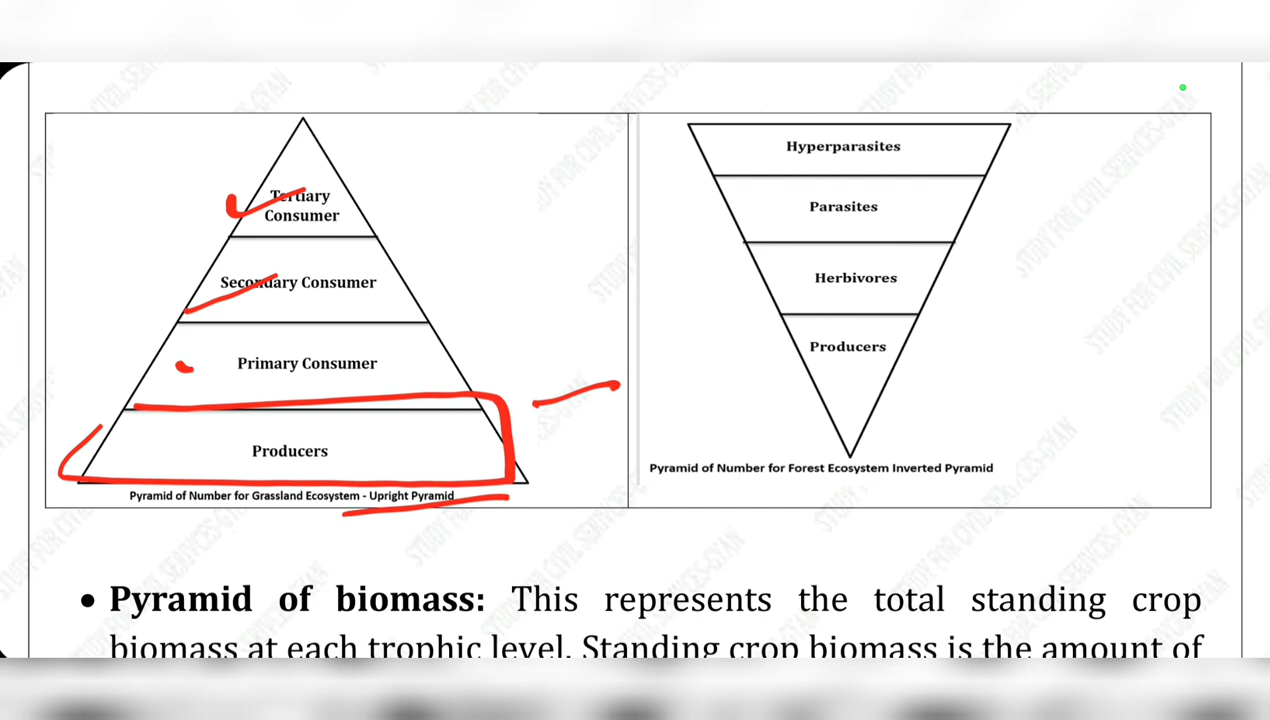 Tertiary
Consumer
Secondary Consumer
Primary Consumer
Producers
Pyramid of Number for Grassland Ecosystem - Upright Pyramid
Hyperparasites
Parasites
Herbivores
Producers
Pyramid of Number for Forest Ecosystem Inverted Pyramid
• Pyramid of biomass: This represents the total standing crop
biomass at each trophic level. Standing crop biomass is the amount of